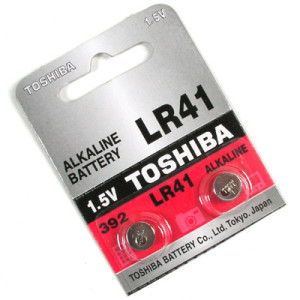 TOSHIBA 1.5V
ALKALINE
BATTERY
LR41
1.5V TOSHIBA
392 LR41 ALKALINE
TOSHIBA BATTERY Co., Ltd. Tokyo. Japan